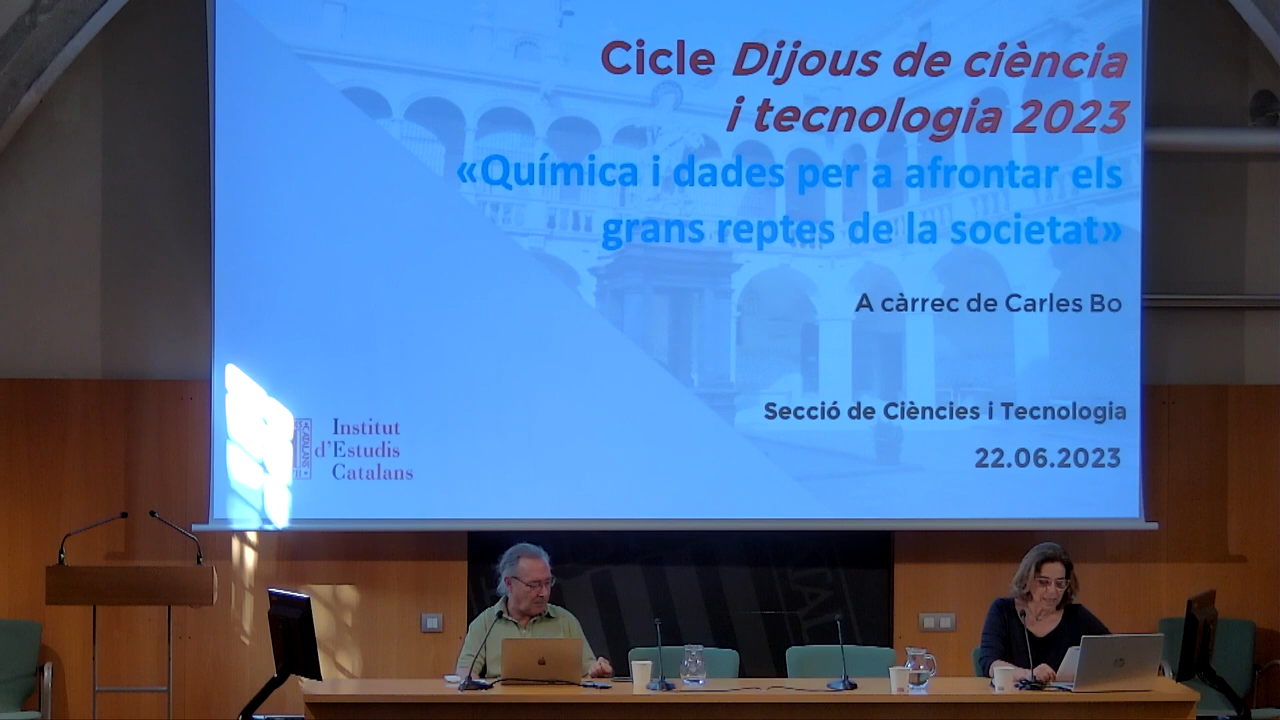 Cicle Dijous de ciència
i tecnologia 2023
«Química i dades per a afrontar els
grans reptes de la societat»
A càrrec de Carles Bo
Secció de Ciències i Tecnologia
22.06.2023
Institut
d'Estudis
Catalans
hp